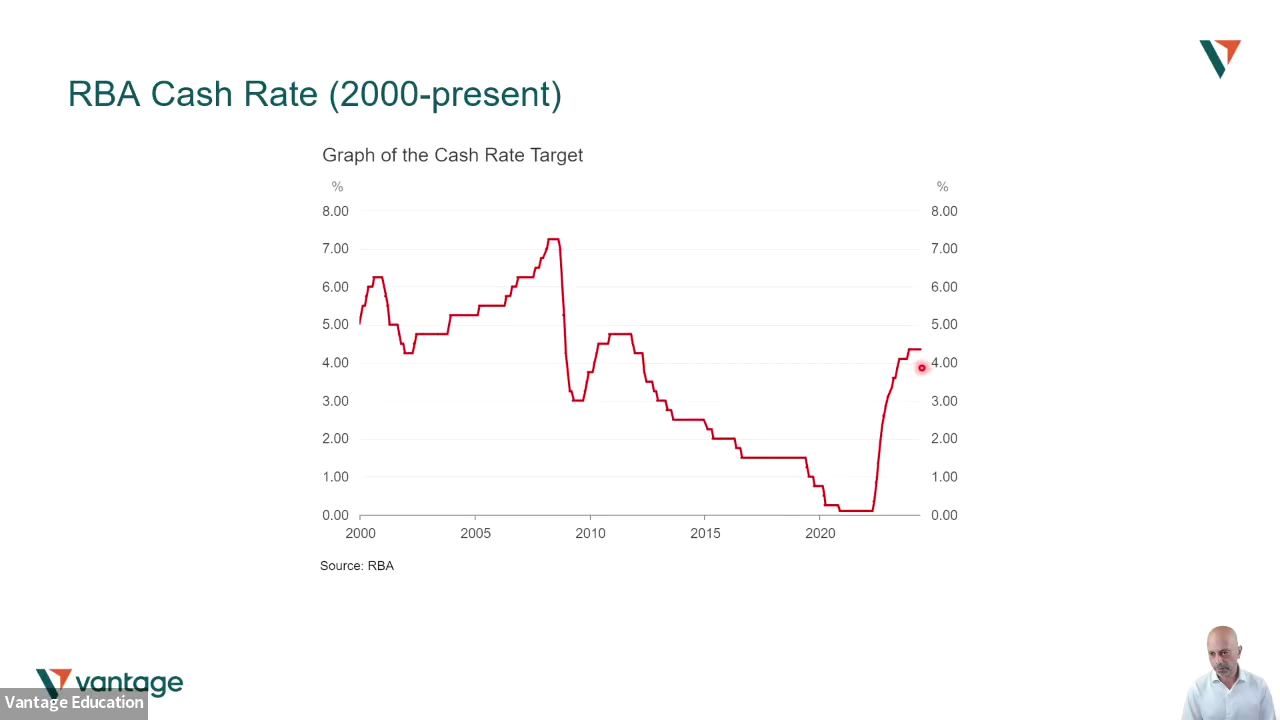 RBA Cash Rate (2000-present)
Graph of the Cash Rate Target
% %
8.00 8.00
7.00 7.00
6.00 6.00
5.00 5.00
4.00 4.00
3.00 3.00
2.00 2.00
1.00 1.00
0.00 0.00
2000 2005 2010 2015 2020
Source: RBA
vantage
Vantage Education